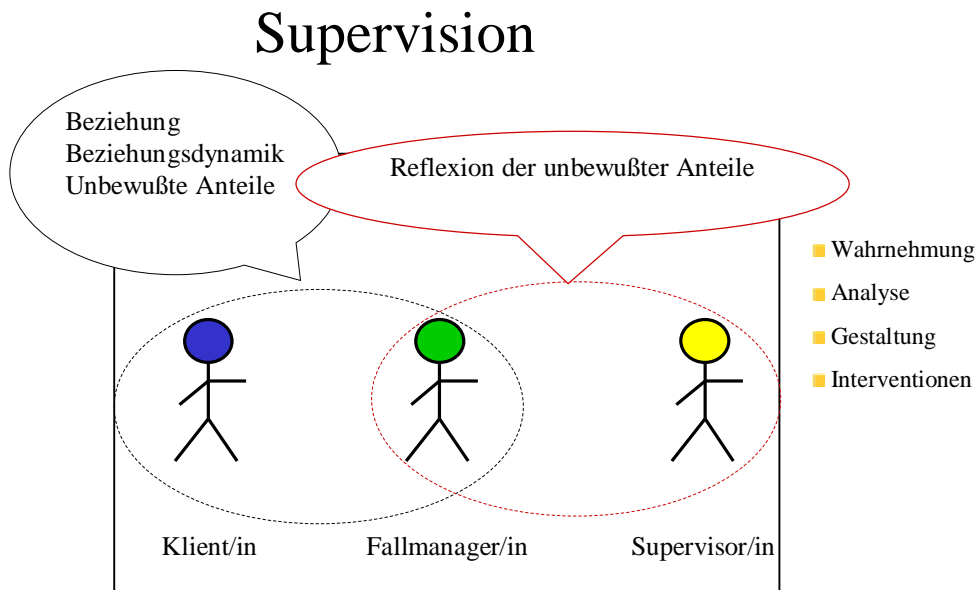 Supervision
Beziehung
Beziehungsdynamik
Unbewußte Anteile
Reflexion der unbewußter Anteile
Wahrnehmung
Analyse
Gestaltung
Interventionen
Klient/in
Fallmanager/in
Supervisor/in